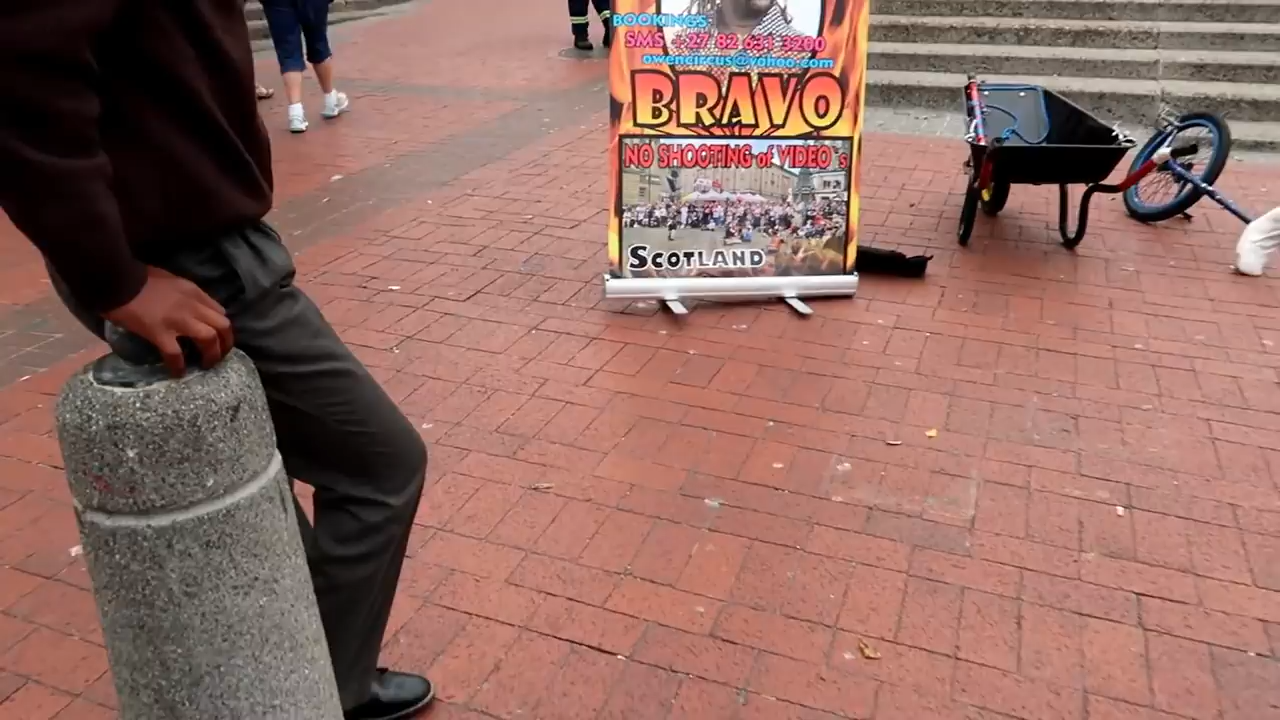 BOOKINGS:
SMS +27 82 631 3200
owencircus@yahoo.com
BRAVO
NO SHOOTING of VIDEO's
SCOTLAND